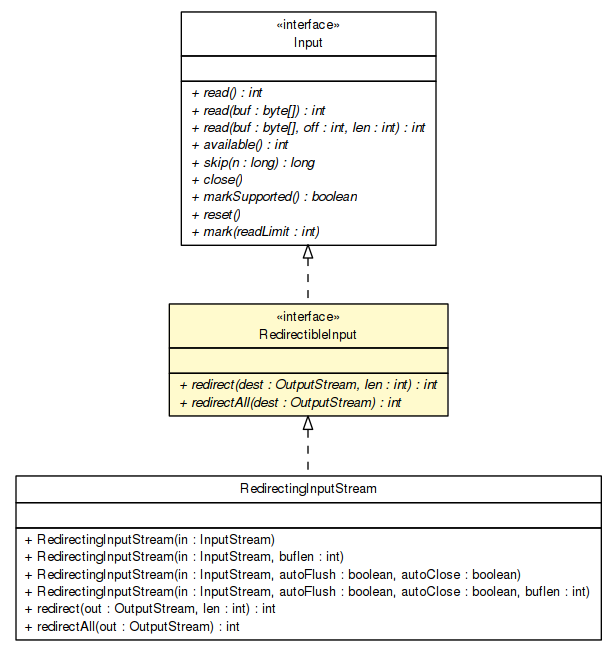 «interface»
Input
+ read() : int
+ read(buf : byte[]) : int
+ read(buf : byte[], off : int, len : int) : int
+ available() : int
+ skip(n : long) : long
+ close()
+ markSupported() : boolean
+ reset()
+ mark(readLimit : int)
«interface»
RedirectibleInput
+ redirect(dest : OutputStream, len : int) : int
+ redirectAll(dest : OutputStream) : int
RedirectingInputStream
+ RedirectingInputStream(in : InputStream)
+ RedirectingInputStream(in : InputStream, buflen : int)
+ RedirectingInputStream(in : InputStream, autoFlush : boolean, autoClose : boolean)
+ RedirectingInputStream(in : InputStream, autoFlush : boolean, autoClose : boolean, buflen : int)
+ redirect(out : OutputStream, len : int) : int
+ redirectAll(out : OutputStream) : int